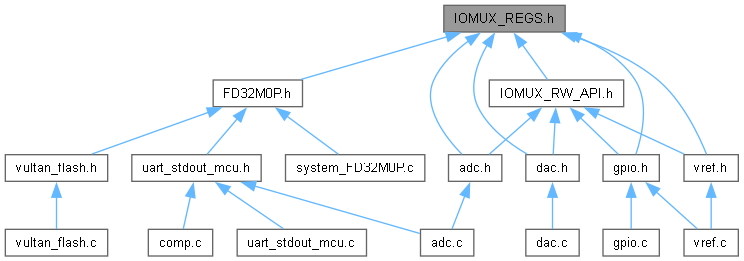 IOMUX_REGS.h
FD32M0P.h
IOMUX_RW_API.h
vultan_flash.h
uart_stdout_mcu.h
system_FD32M0P.c
adc.h
dac.h
gpio.h
vref.h
vultan_flash.c
comp.c
uart_stdout_mcu.c
adc.c
dac.c
gpio.c
vref.c